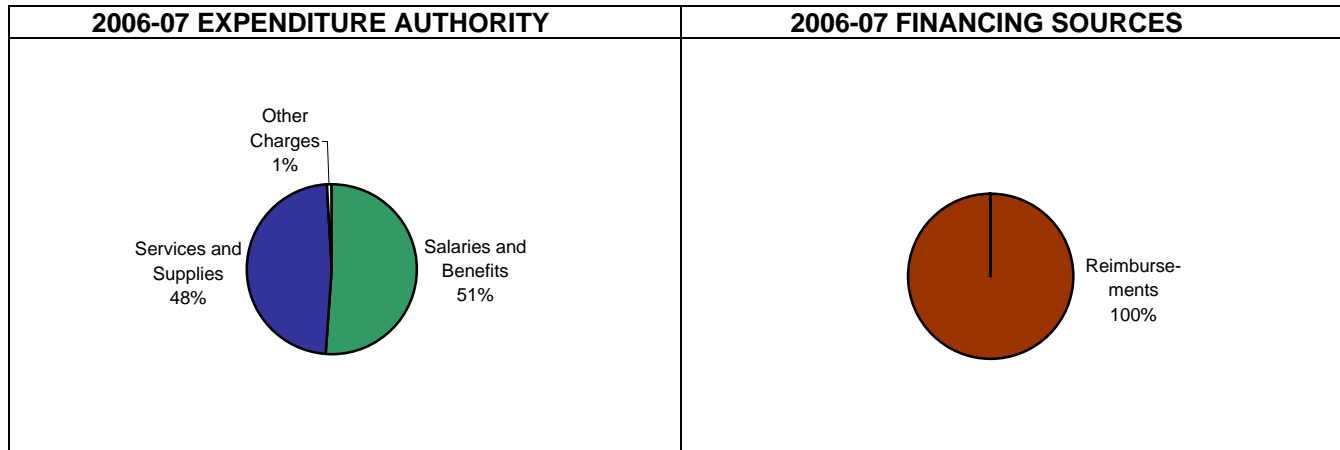 2006-07 EXPENDITURE AUTHORITY
Other
Charges
1%
Services and
Supplies
48%
Salaries and
Benefits
51%
2006-07 FINANCING SOURCES
Reimburse-
ments
100%